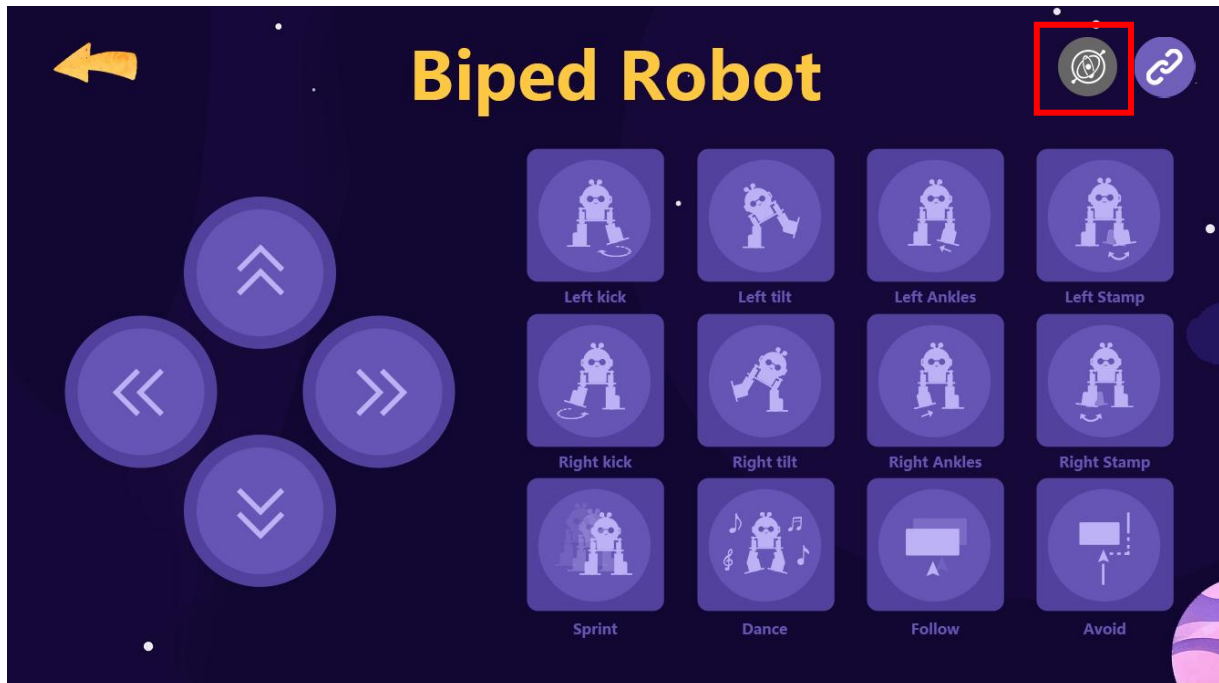 Biped Robot
Left kick
Left tilt
Left Ankles
Left Stamp
Right kick
Right tilt
Right Ankles
Right Stamp
Sprint
Dance
Follow
Avoid